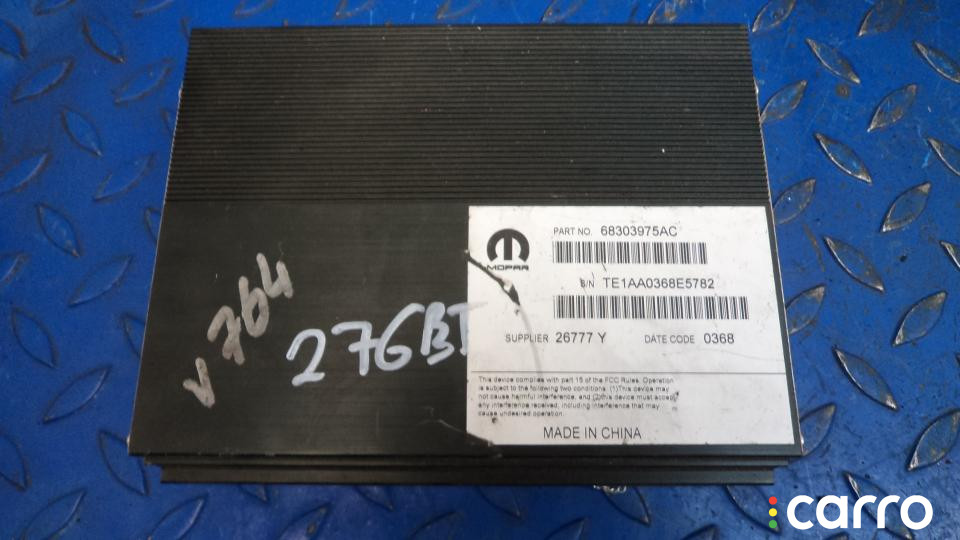 PART NO. 68303975AC
MOPAR
S/N TE1AA0368E5782
SUPPLIER 26777 Y DATE CODE 0368
This device complies with part 15 of the FCC Rules. Operation
is subject to the following two conditions. (1)This device may
not cause harmful interference, and (2)this device must accept
any interference received, including interference that may
cause undesired operation.
MADE IN CHINA
v 764
276B
carro